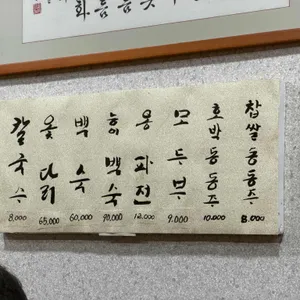 칼국수 8,000
옻다리 65,000
백숙 60,000
백숙 90,000
파전 12,000
모두부 9,000
호박동동주 10,000
찹쌀동동주 8,000